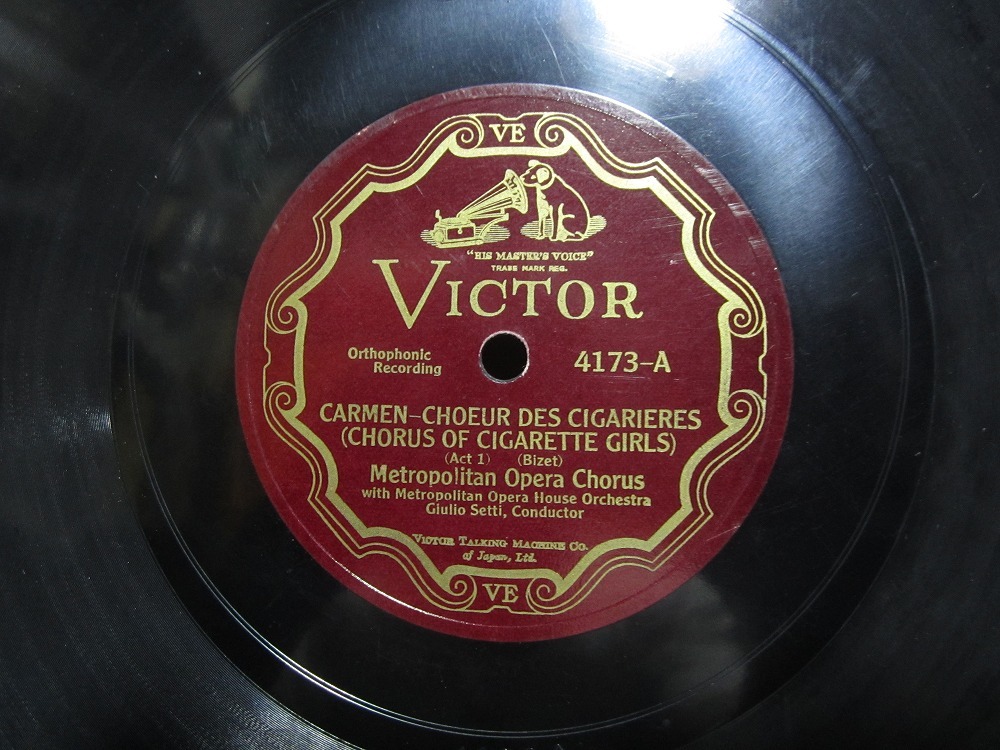 VE
"HIS MASTER'S VOICE"
TRADE MARK REG.
VICTOR
Orthophonic
Recording
4173-A
CARMEN-CHOEUR DES CIGARIERES
(CHORUS OF CIGARETTE GIRLS)
(Act 1) (Bizet)
Metropolitan Opera Chorus
with Metropolitan Opera House Orchestra
Giulio Setti, Conductor
VICTOR TALKING MACHINE CO.
of Japan, Ltd.
VE